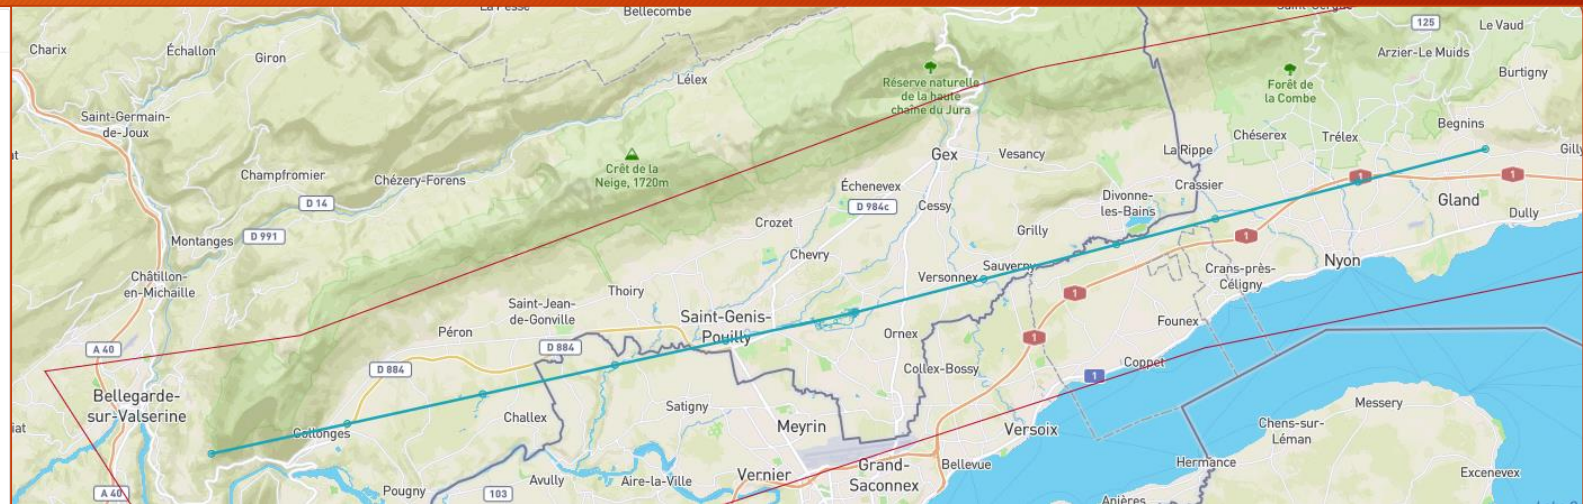 La Pesse
Bellecombe
Saint-Cergue
125
Le Vaud
Charix
Échallon
Giron
Arzier-Le Muids
Lélex
Réserve naturelle
de la haute
chaîne du Jura
Forêt de
la Combe
Burtigny
Saint-Germain-
de-Joux
Begnins
Chéserex
Trélex
Gex
Vesancy
La Rippe
Gilly
Crêt de la
Neige, 1720m
Champfromier
Chézery-Forens
Échenevex
Crassier
1
1
D 14
D 984c
Cessy
Divonne-
les-Bains
Gland
Dully
Crozet
Grilly
Montanges
D 991
1
Chevry
Nyon
Sauverny
Versonnex
Crans-près-
Céligny
Châtillon-
en-Michaille
Thoiry
1
Saint-Jean-
de-Gonville
Saint-Genis-
Pouilly
Founex
Péron
Ornex
1
A 40
D 884
D 884
Collex-Bossy
Coppet
1
Bellegarde-
sur-Valserine
Challex
Satigny
Messery
Collonges
Meyrin
Versoix
Chens-sur-
Léman
Grand-
Saconnex
Bellevue
Hermance
Vernier
Excenevex
Avully
Aire-la-Ville
A 40
Pougny
103
Anières